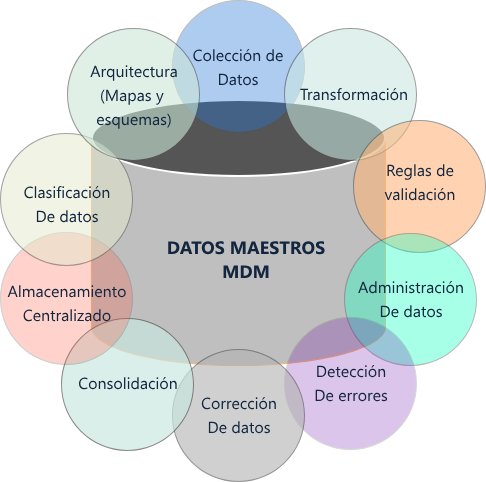 Colección de
Datos
Arquitectura
(Mapas y
esquemas)
Transformación
Reglas de
validación
Clasificación
De datos
DATOS MAESTROS
MDM
Almacenamiento
Centralizado
Administración
De datos
Consolidación
Detección
De errores
Corrección
De datos